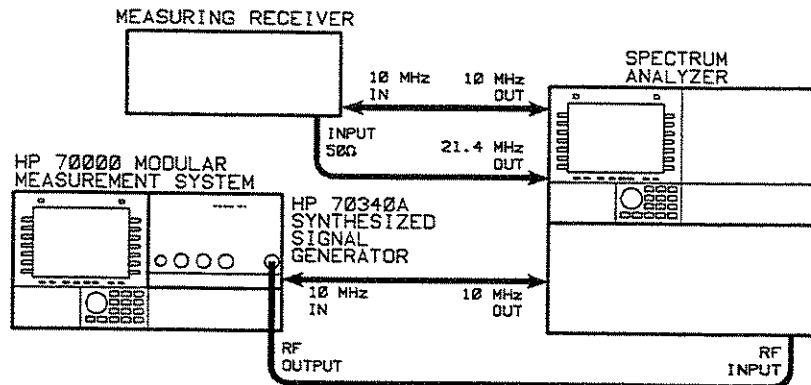 MEASURING RECEIVER
SPECTRUM
ANALYZER
10 MHz
IN
10 MHz
OUT
INPUT
50Ω
21.4 MHz
OUT
HP 70000 MODULAR
MEASUREMENT SYSTEM
HP 70340A
SYNTHESIZED
SIGNAL
GENERATOR
10 MHz
IN
10 MHz
OUT
RF
OUTPUT
RF
INPUT